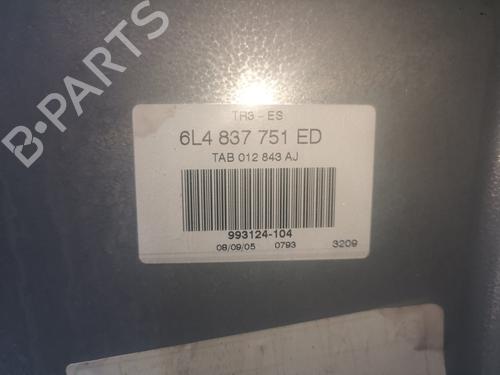 B-PARTS
TR3 - ES
6L4 837 751 ED
TAB 012 843 AJ
993124-104
08/09/05 0793 3209